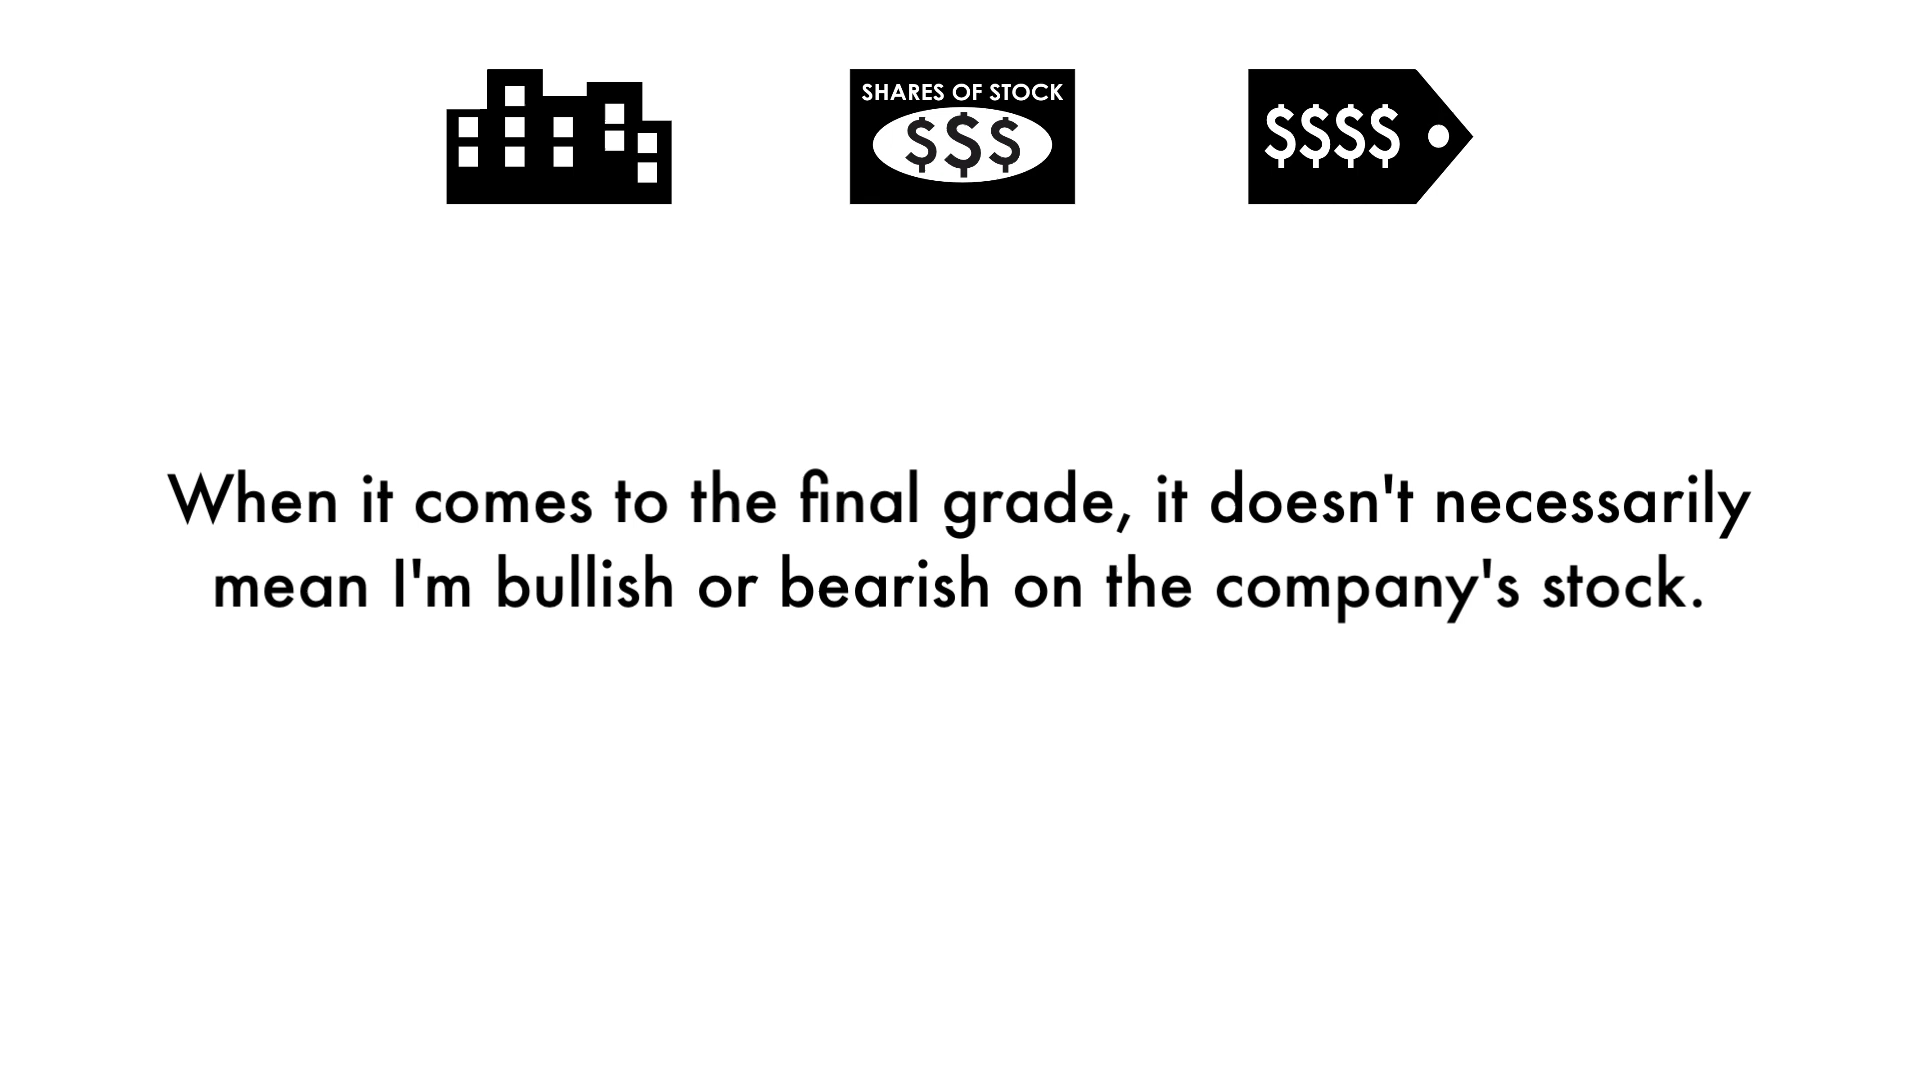 SHARES OF STOCK
$$$
$$$$
When it comes to the final grade, it doesn't necessarily
mean I'm bullish or bearish on the company's stock.